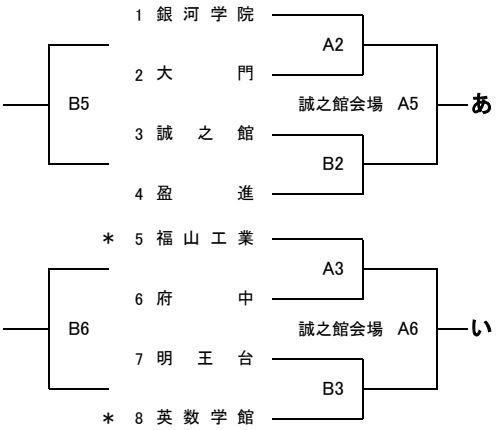 1 銀河学院
A2
2 大門
B5
誠之館会場 A5
あ
3 誠之館
B2
4 盈進
* 5 福山工業
A3
6 府中
B6
誠之館会場 A6
い
7 明王台
B3
* 8 英数学館